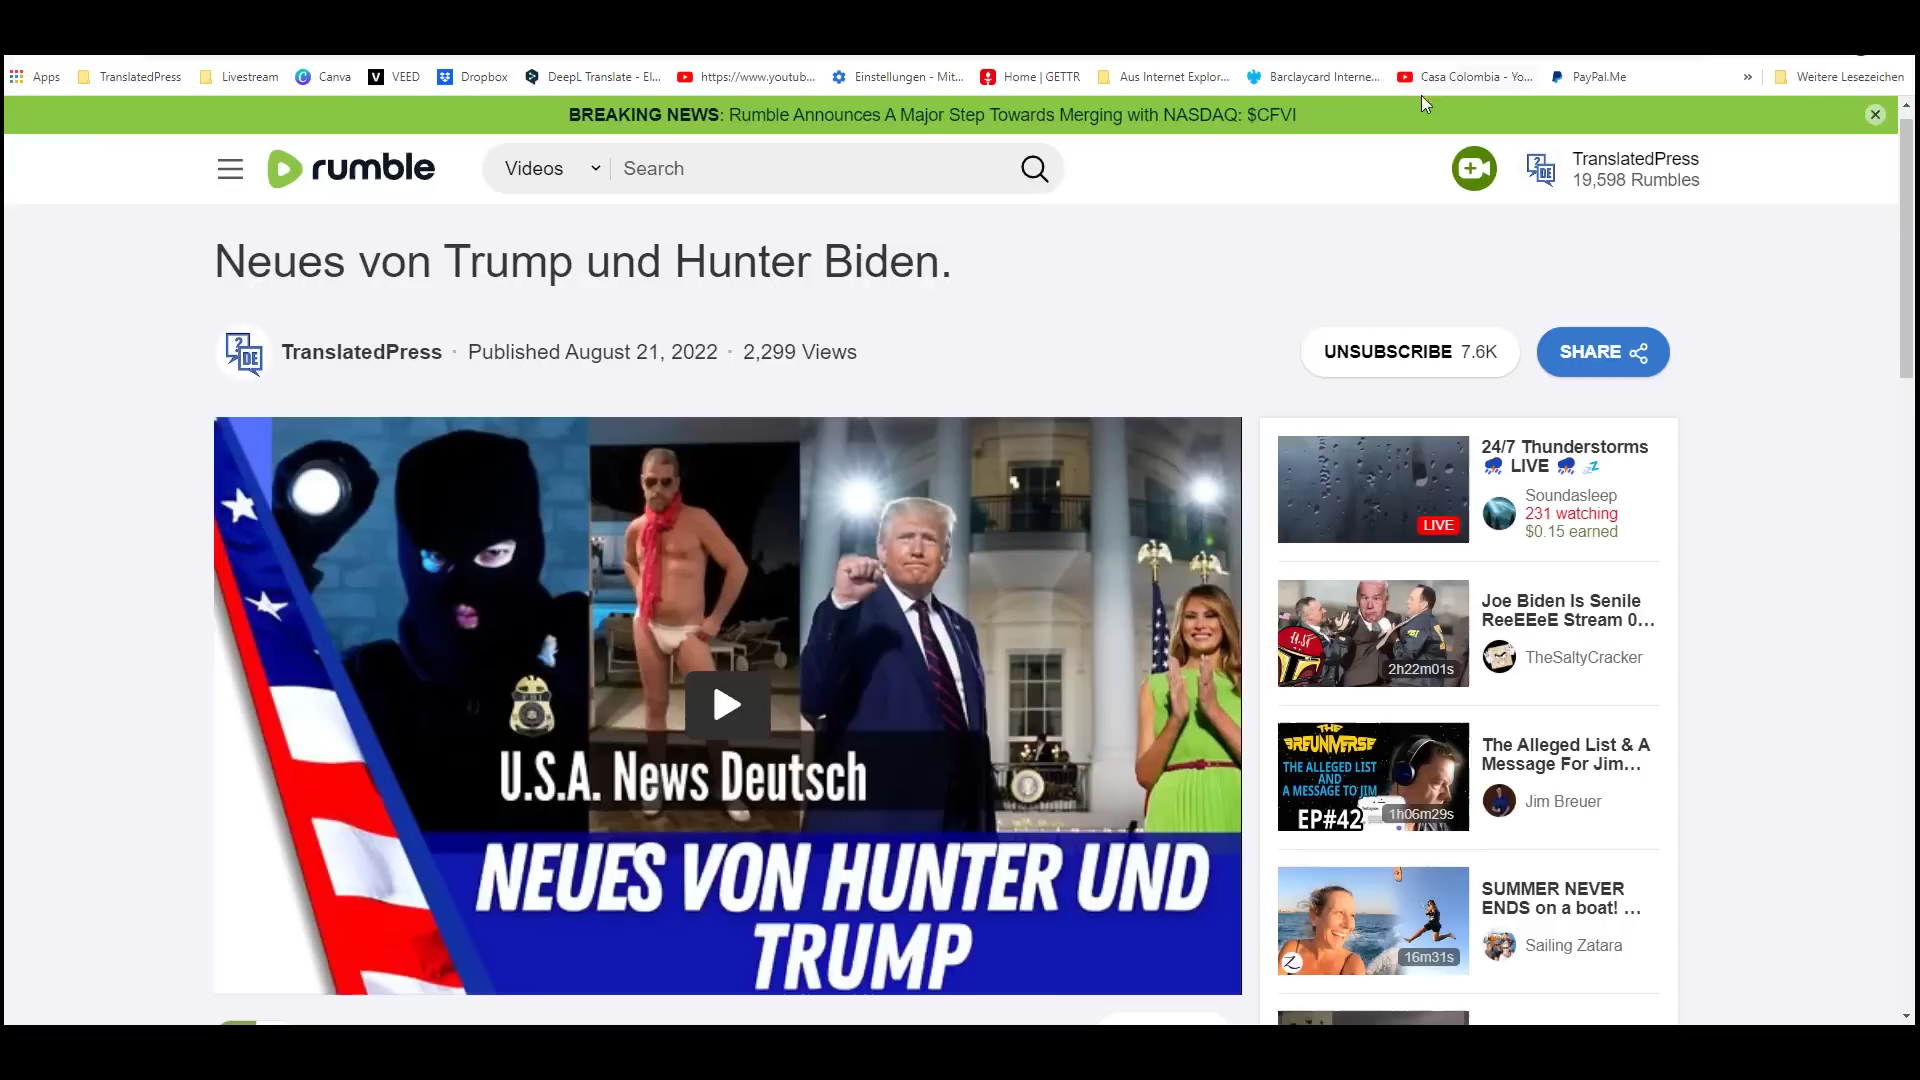 Apps TranslatedPress Livestream Canva VEED Dropbox DeepL Translate - El... https://www.youtub... Einstellungen - Mit... Home | GETTR Aus Internet Explor... Barclaycard Interne... Casa Colombia - Yo... PayPal.Me » Weitere Lesezeichen
BREAKING NEWS: Rumble Announces A Major Step Towards Merging with NASDAQ: $CFVI
rumble Videos Search
TranslatedPress
19,598 Rumbles
Neues von Trump und Hunter Biden.
TranslatedPress · Published August 21, 2022 · 2,299 Views
UNSUBSCRIBE 7.6K SHARE
U.S.A. News Deutsch
NEUES VON HUNTER UND
TRUMP
LIVE
24/7 Thunderstorms
LIVE
Soundasleep
231 watching
$0.15 earned
2h22m01s
Joe Biden Is Senile
ReeEEeE Stream 0...
TheSaltyCracker
THE
BREUNIVERSE
THE ALLEGED LIST
AND
A MESSAGE TO JIM
EP#42
1h06m29s
The Alleged List & A
Message For Jim...
Jim Breuer
16m31s
SUMMER NEVER
ENDS on a boat! ...
Sailing Zatara